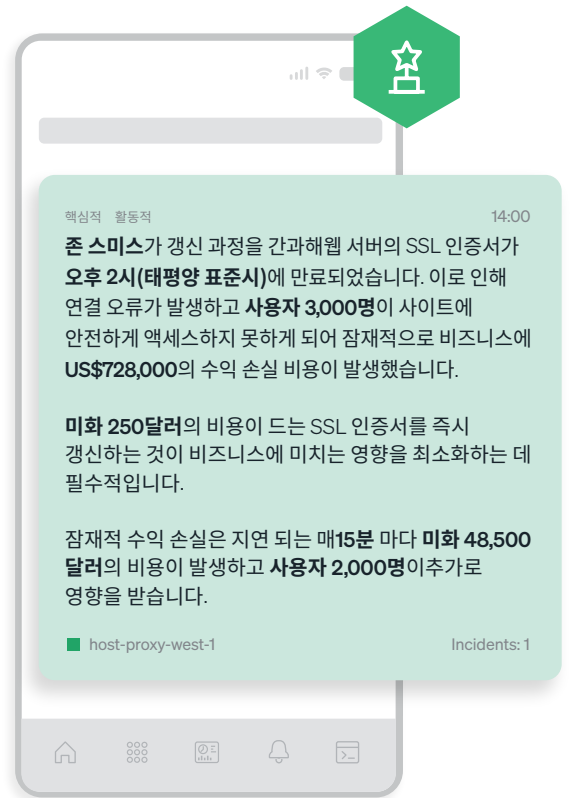 핵심적 활동적 14:00
존 스미스가 갱신 과정을 간과해웹 서버의 SSL 인증서가
오후 2시(태평양 표준시)에 만료되었습니다. 이로 인해
연결 오류가 발생하고 사용자 3,000명이 사이트에
안전하게 액세스하지 못하게 되어 잠재적으로 비즈니스에
US$728,000의 수익 손실 비용이 발생했습니다.
미화 250달러의 비용이 드는 SSL 인증서를 즉시
갱신하는 것이 비즈니스에 미치는 영향을 최소화하는 데
필수적입니다.
잠재적 수익 손실은 지연 되는 매15분 마다 미화 48,500
달러의 비용이 발생하고 사용자 2,000명이추가로
영향을 받습니다.
host-proxy-west-1 Incidents: 1